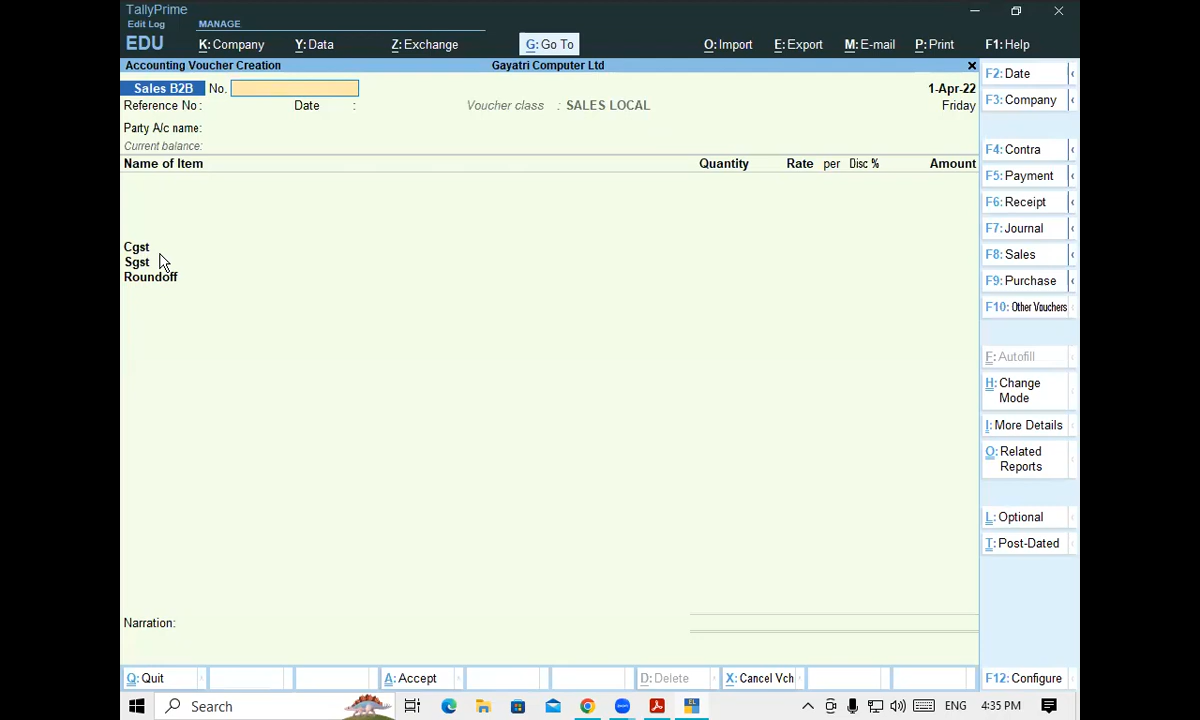 TallyPrime
Edit Log
EDU
MANAGE
K: Company
Y: Data
Z: Exchange
G: Go To
O: Import
E: Export
M: E-mail
P: Print
F1: Help
Accounting Voucher Creation
Gayatri Computer Ltd
×
Sales B2B No.
1-Apr-22
Reference No :
Date :
Voucher class : SALES LOCAL
Friday
Party A/c name:
Current balance:
Name of Item
Quantity
Rate per Disc %
Amount
Cgst
Sgst
Roundoff
Narration:
F2: Date
F3: Company
F4: Contra
F5: Payment
F6: Receipt
F7: Journal
F8: Sales
F9: Purchase
F10: Other Vouchers
F: Autofill
H: Change
Mode
I: More Details
O: Related
Reports
L: Optional
T: Post-Dated
F12: Configure
Q: Quit
A: Accept
D: Delete
X: Cancel Vch
Search
EL
ENG
4:35 PM